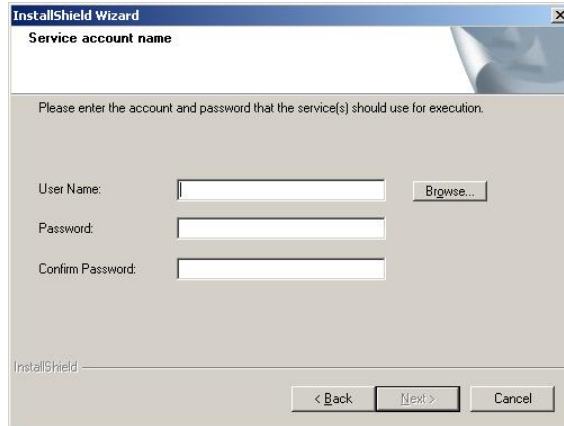 InstallShield Wizard
Service account name
Please enter the account and password that the service(s) should use for execution.
User Name:
Browse...
Password:
Confirm Password:
InstallShield
< Back
Next >
Cancel